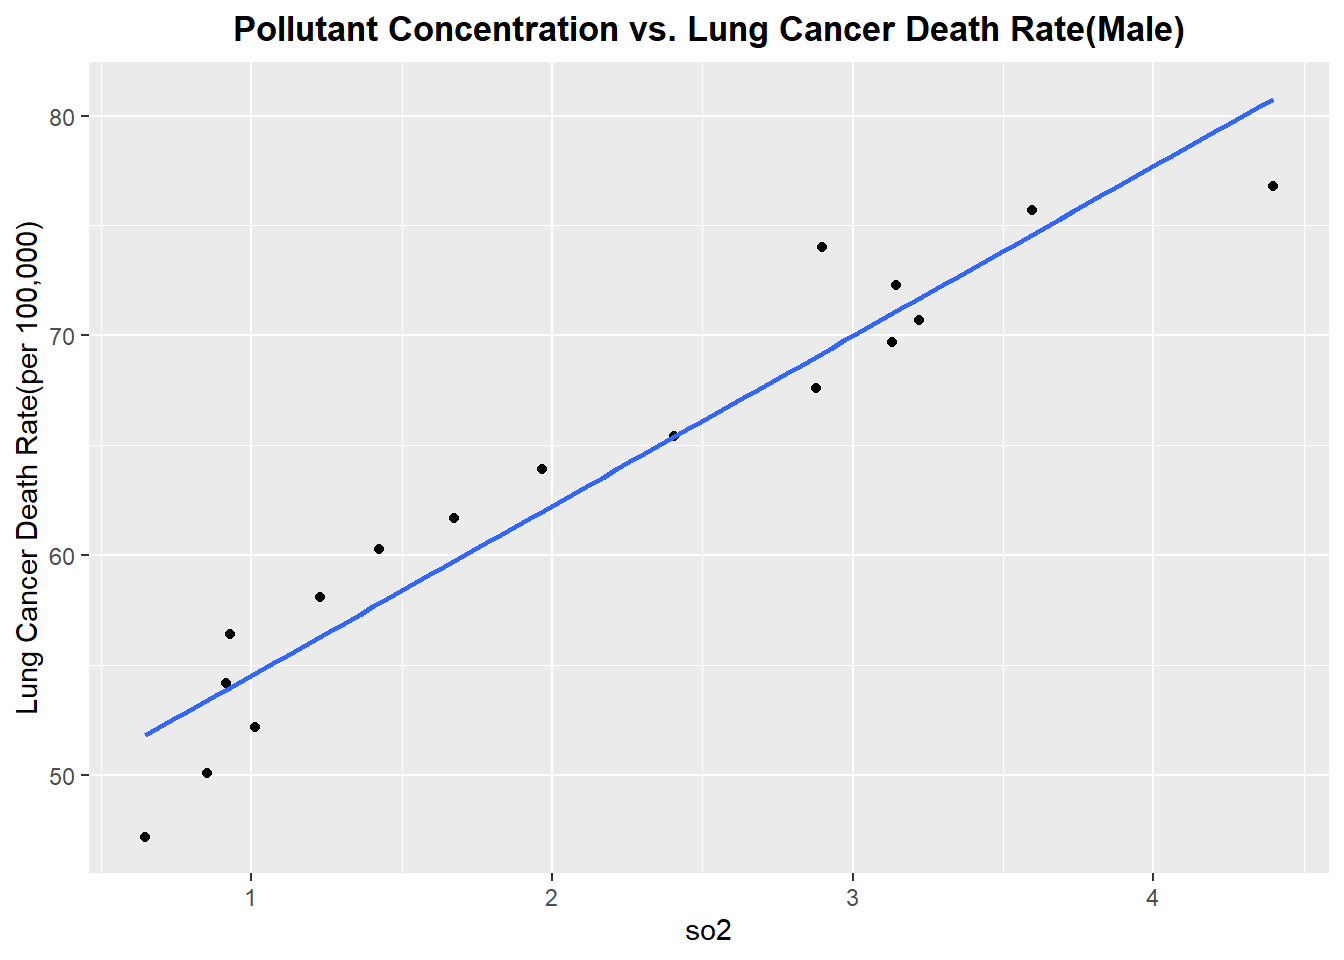 Pollutant Concentration vs. Lung Cancer Death Rate(Male)
Lung Cancer Death Rate(per 100,000)
80
70
60
50
1 2 3 4
so2